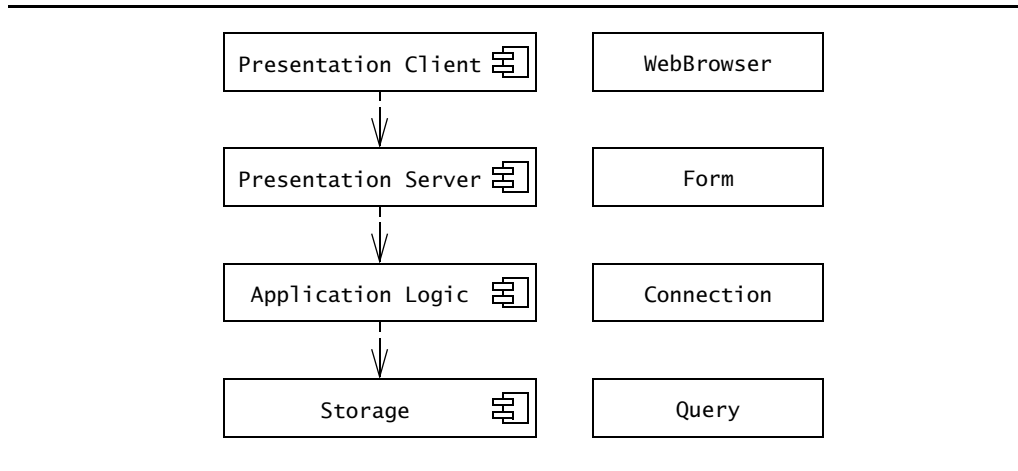 Presentation Client
WebBrowser
Presentation Server
Form
Application Logic
Connection
Storage
Query